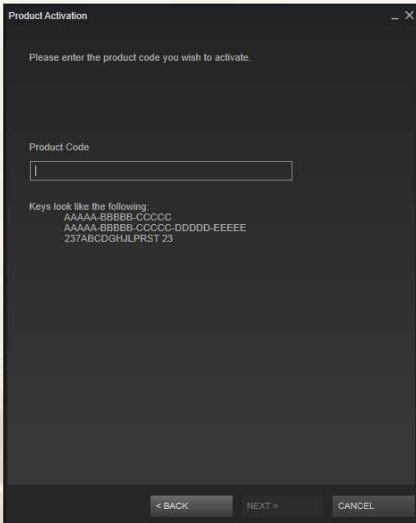 Product Activation
Please enter the product code you wish to activate.
Product Code
Keys look like the following:
AAAAA-BBBBB-CCCCC
AAAAA-BBBBB-CCCCC-DDDDD-EEEEE
237ABCDGHJLPRST 23
< BACK NEXT > CANCEL